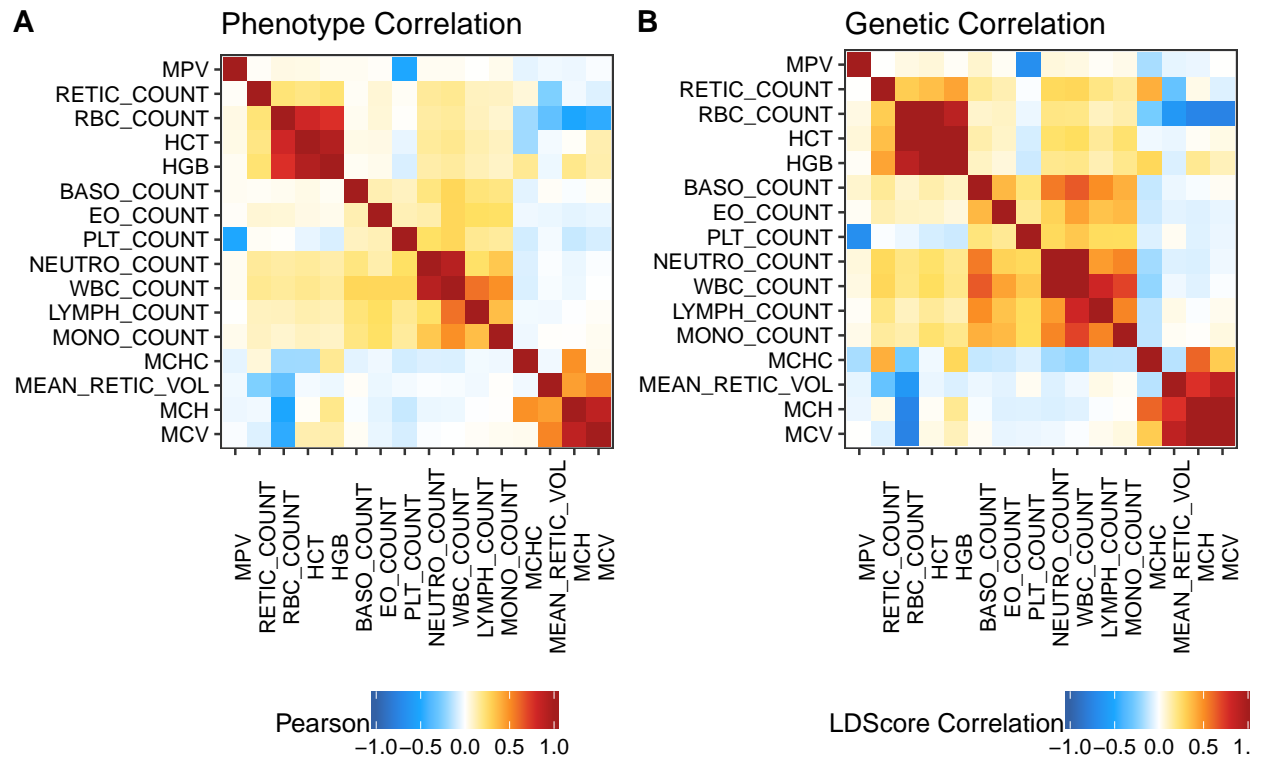 A Phenotype Correlation
MPV
RETIC_COUNT
RBC_COUNT
HCT
HGB
BASO_COUNT
EO_COUNT
PLT_COUNT
NEUTRO_COUNT
WBC_COUNT
LYMPH_COUNT
MONO_COUNT
MCHC
MEAN_RETIC_VOL
MCH
MCV
MPV
RETIC_COUNT
RBC_COUNT
HCT
HGB
BASO_COUNT
EO_COUNT
PLT_COUNT
NEUTRO_COUNT
WBC_COUNT
LYMPH_COUNT
MONO_COUNT
MCHC
MEAN_RETIC_VOL
MCH
MCV
Pearson
−1.0 −0.5 0.0 0.5 1.0
B Genetic Correlation
MPV
RETIC_COUNT
RBC_COUNT
HCT
HGB
BASO_COUNT
EO_COUNT
PLT_COUNT
NEUTRO_COUNT
WBC_COUNT
LYMPH_COUNT
MONO_COUNT
MCHC
MEAN_RETIC_VOL
MCH
MCV
MPV
RETIC_COUNT
RBC_COUNT
HCT
HGB
BASO_COUNT
EO_COUNT
PLT_COUNT
NEUTRO_COUNT
WBC_COUNT
LYMPH_COUNT
MONO_COUNT
MCHC
MEAN_RETIC_VOL
MCH
MCV
LDScore Correlation
−1.0 −0.5 0.0 0.5 1.